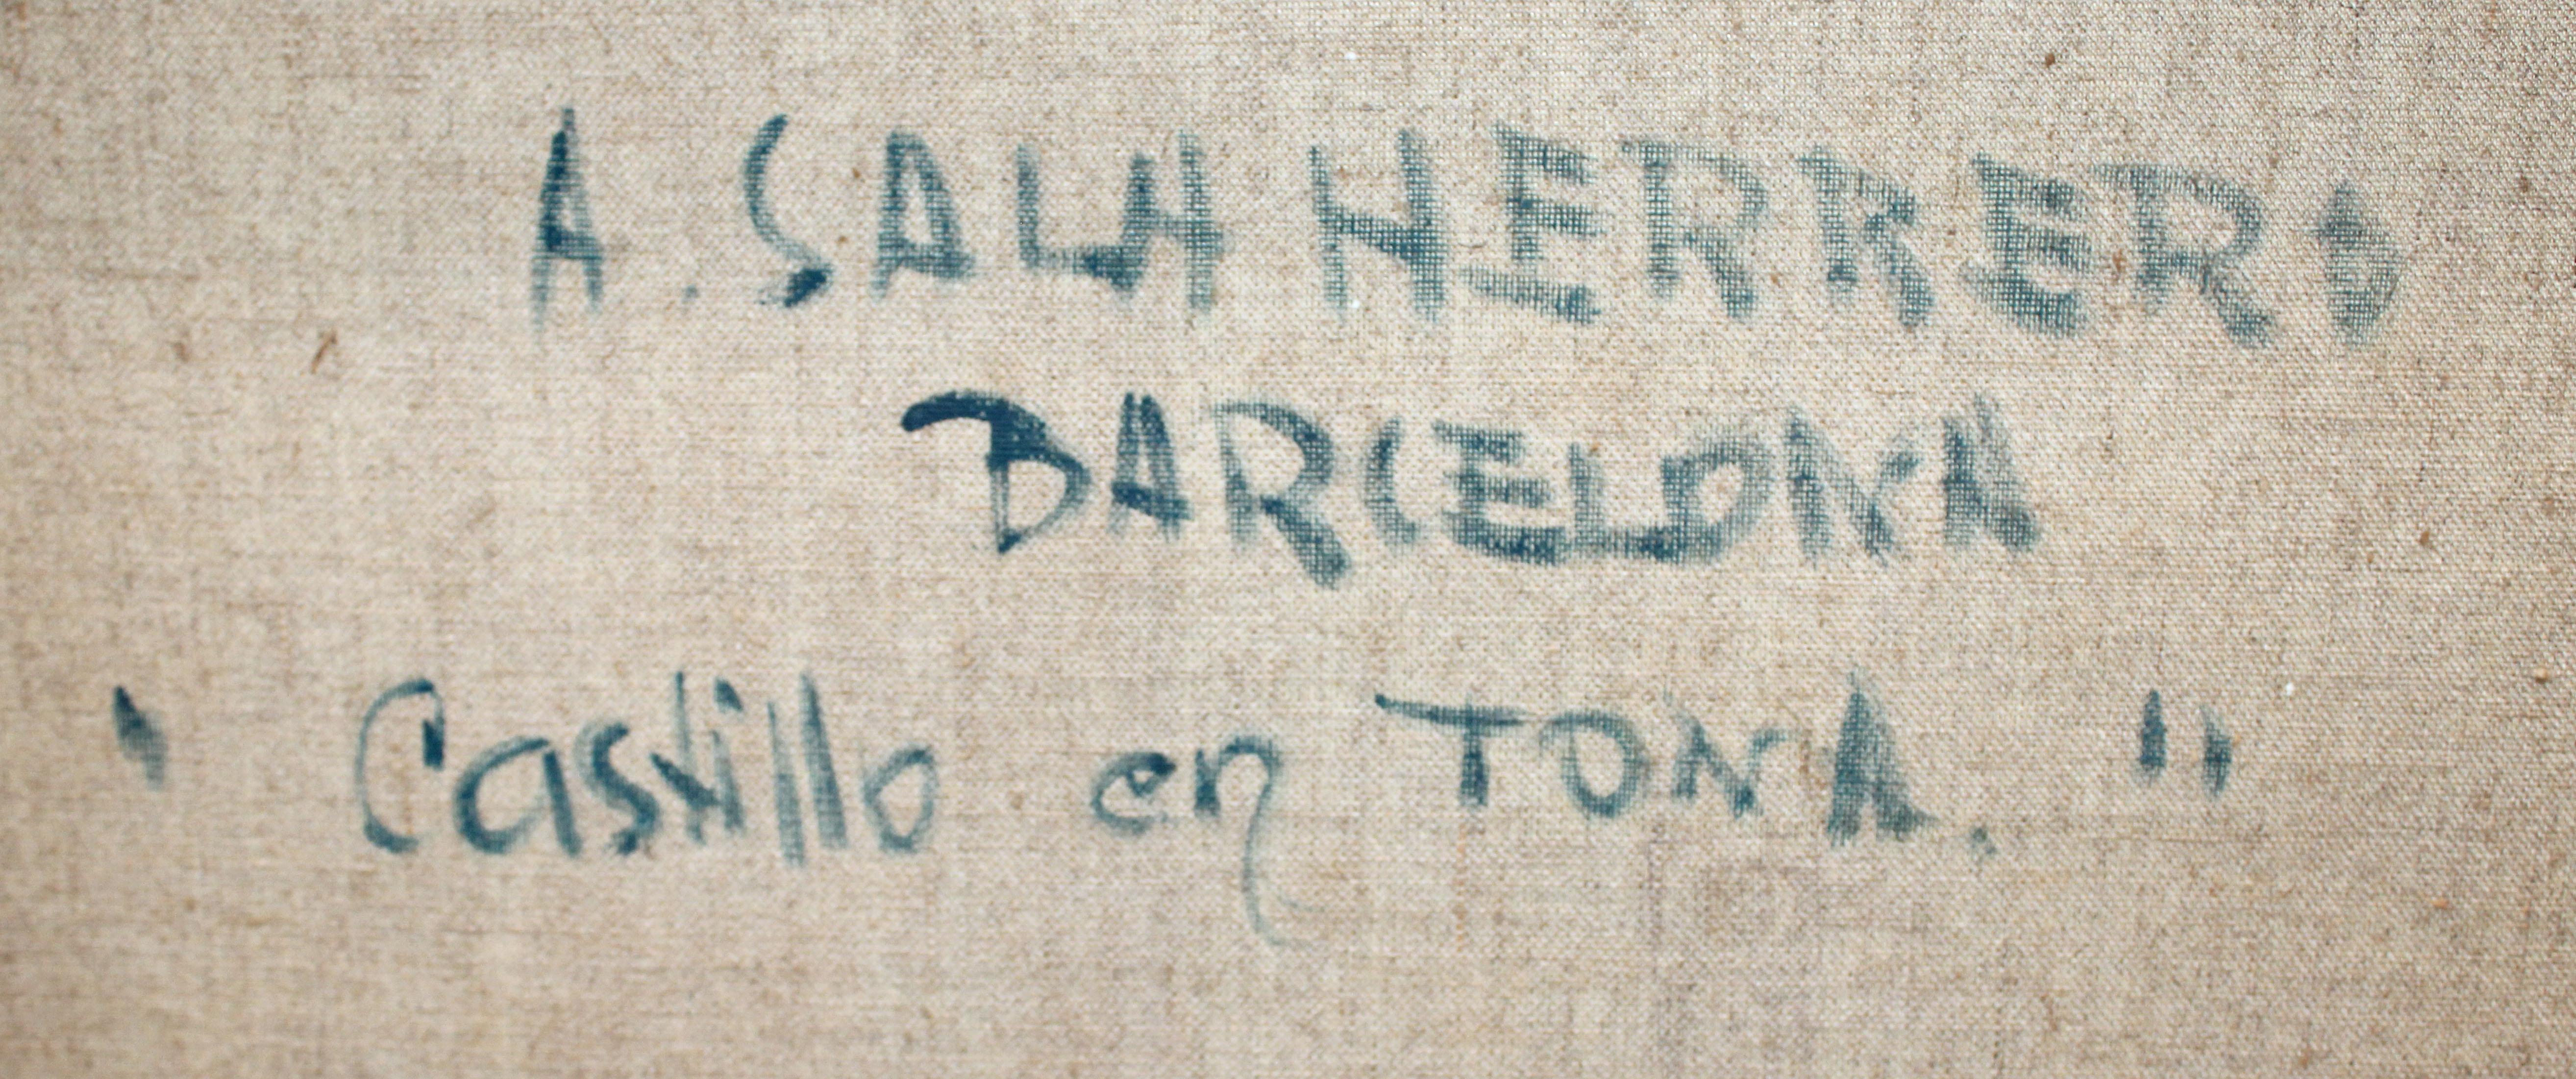 A. SALA HERRERO
BARCELONA
' Castillo en TONA. "